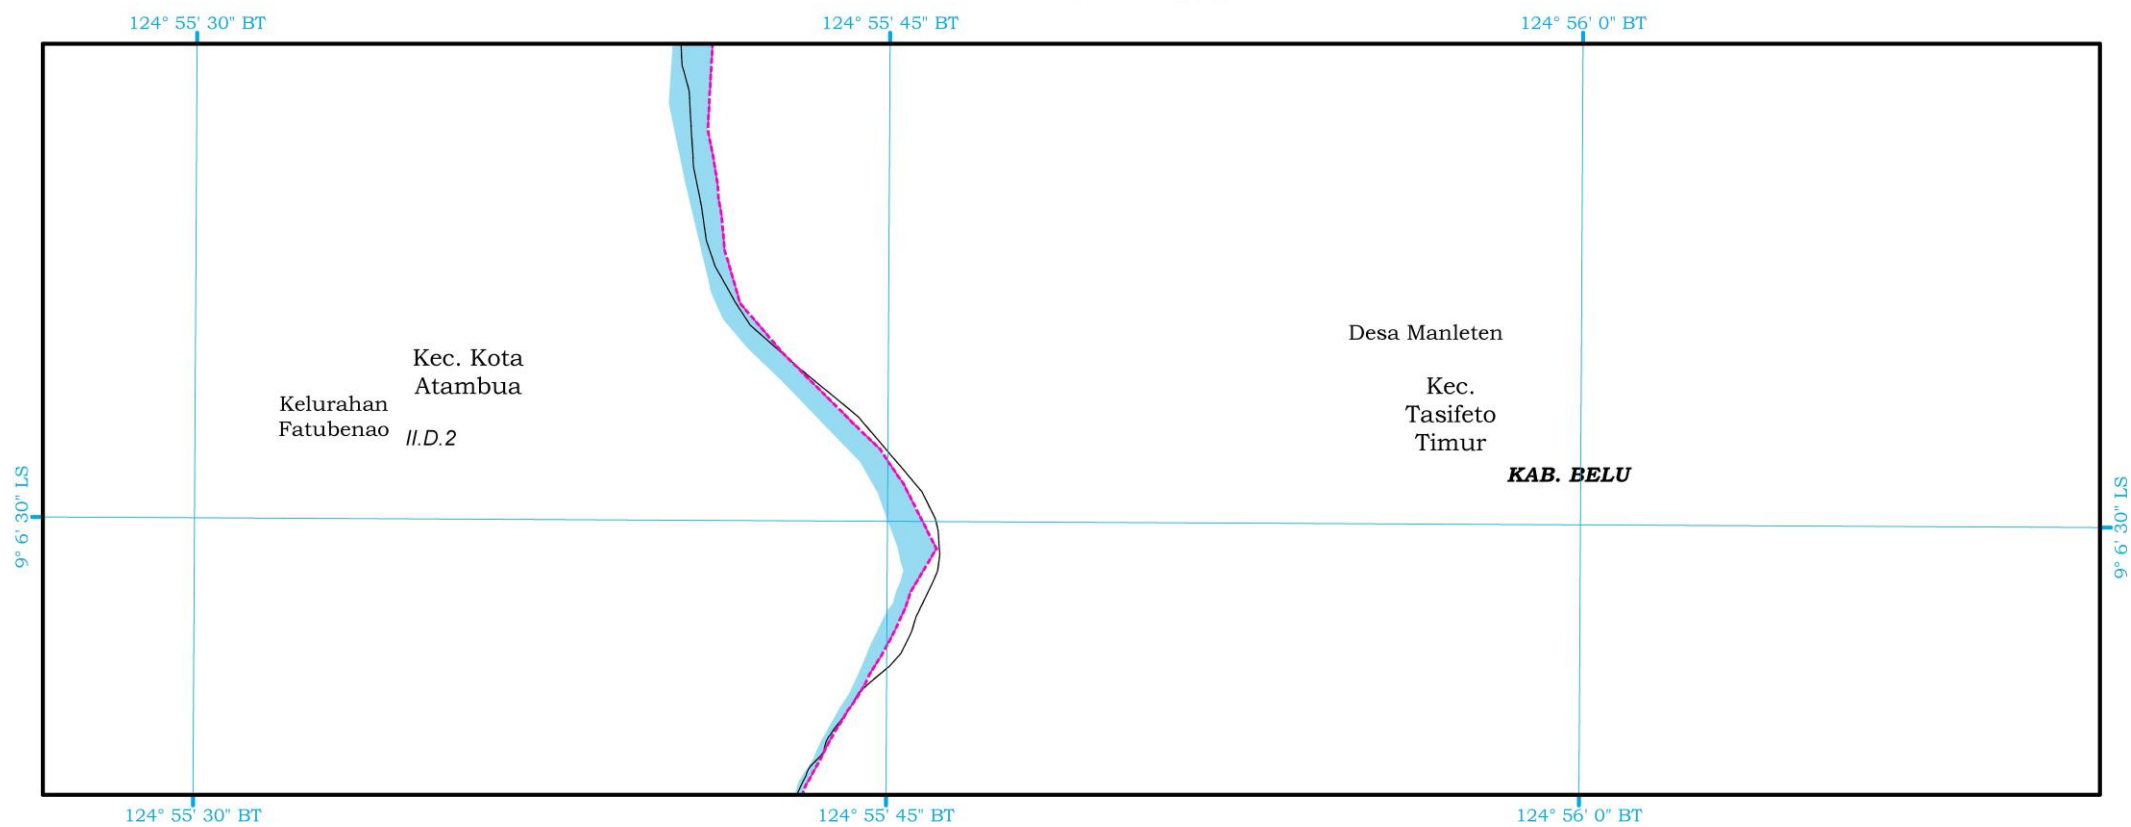 124° 55' 30" BT
124° 55' 45" BT
124° 56' 0" BT
Desa Manleten
Kec. Kota
Atambua
Kec.
Tasifeto
Timur
Kelurahan
Fatubenao
II.D.2
KAB. BELU
9° 6' 30" LS
9° 6' 30" LS
124° 55' 30" BT
124° 55' 45" BT
124° 56' 0" BT